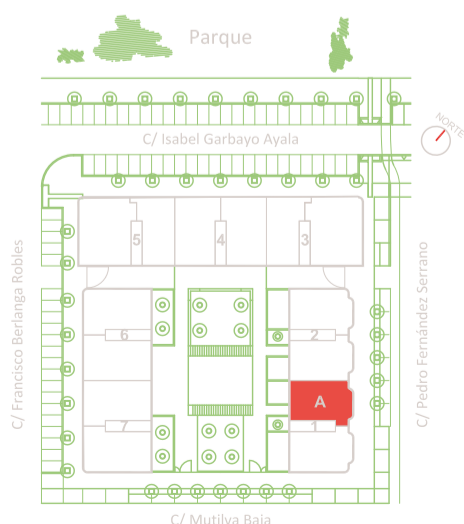 Parque
C/ Isabel Garbayo Ayala
NORTE
C/ Francisco Berlanga Robles
C/ Pedro Fernández Serrano
5
4
3
6
2
A
7
1
C/ Mutilva Baja